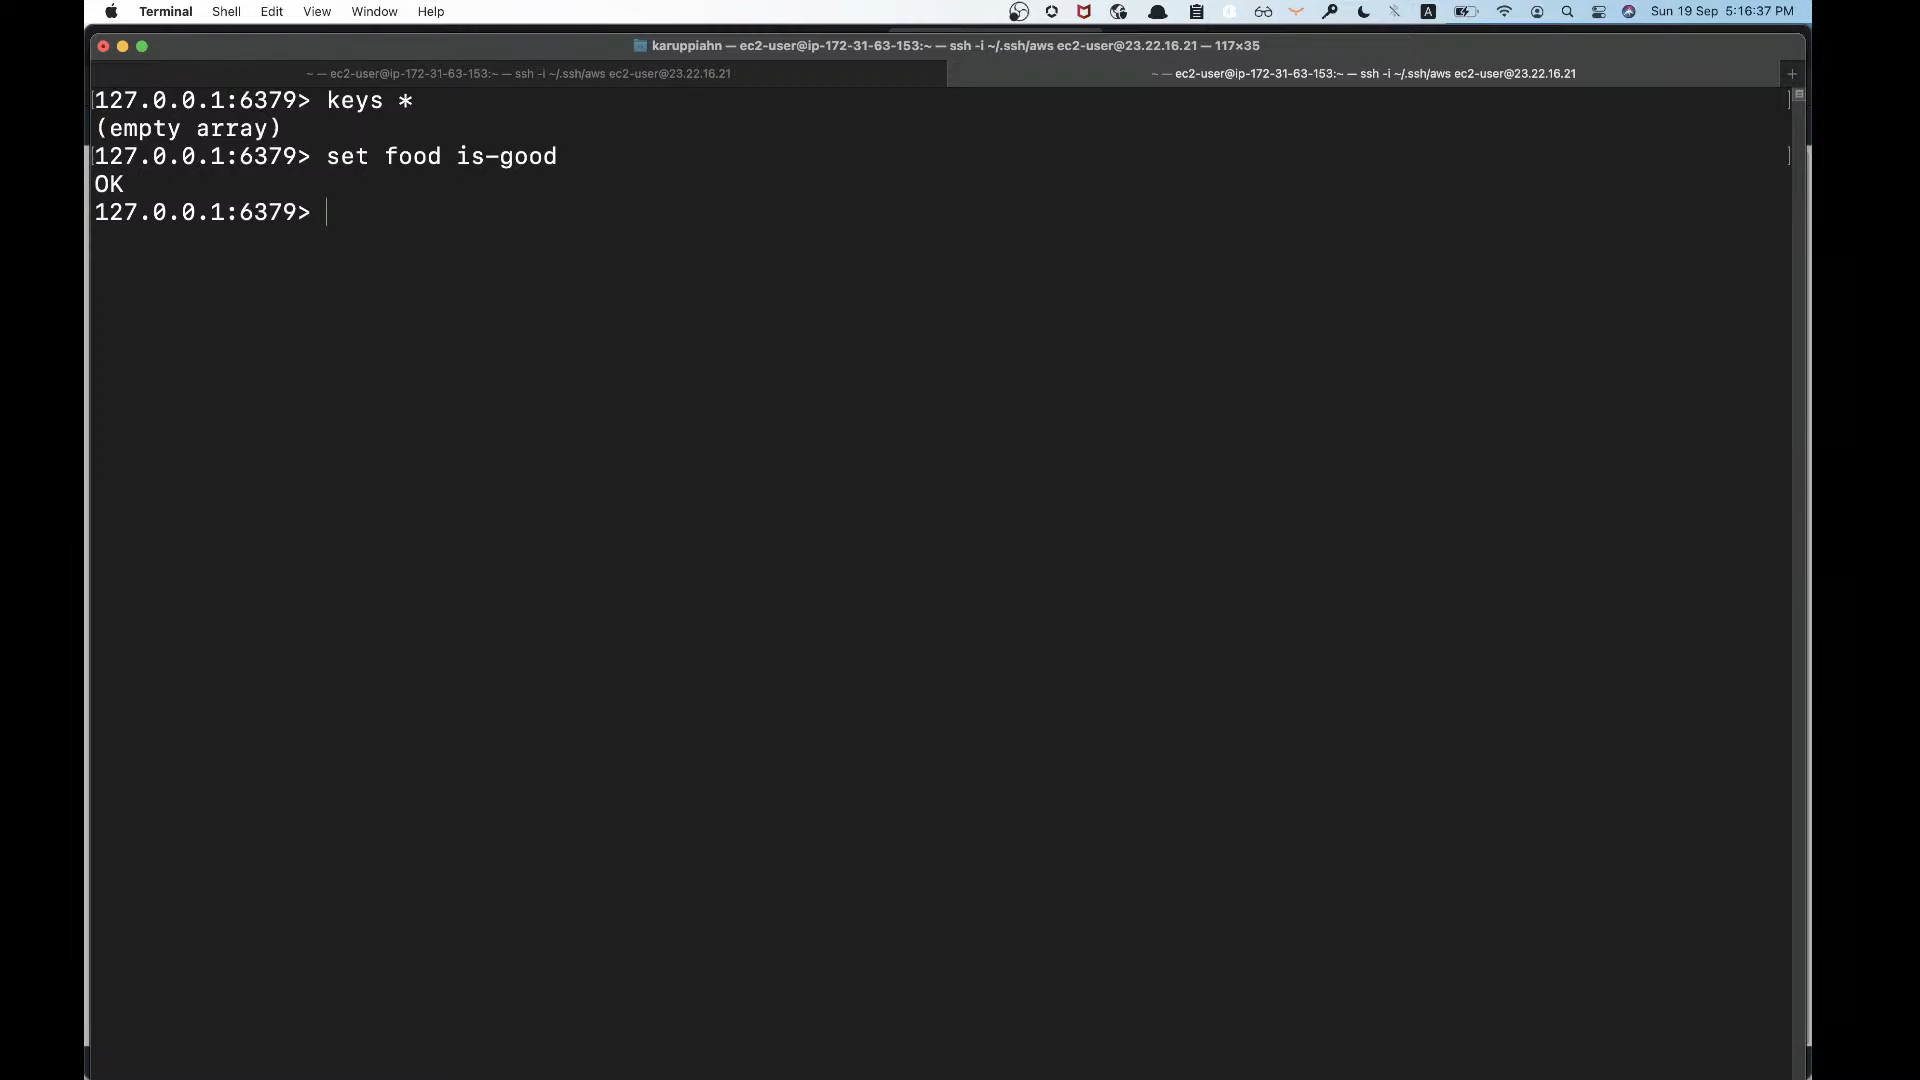 Terminal Shell Edit View Window Help A Sun 19 Sep 5:16:37 PM
karuppiahn — ec2-user@ip-172-31-63-153:~ — ssh -i ~/.ssh/aws ec2-user@23.22.16.21 — 117×35
~ — ec2-user@ip-172-31-63-153:~ — ssh -i ~/.ssh/aws ec2-user@23.22.16.21 ~ — ec2-user@ip-172-31-63-153:~ — ssh -i ~/.ssh/aws ec2-user@23.22.16.21 +
[127.0.0.1:6379> keys * ]
(empty array)
[127.0.0.1:6379> set food is-good ]
OK
127.0.0.1:6379>